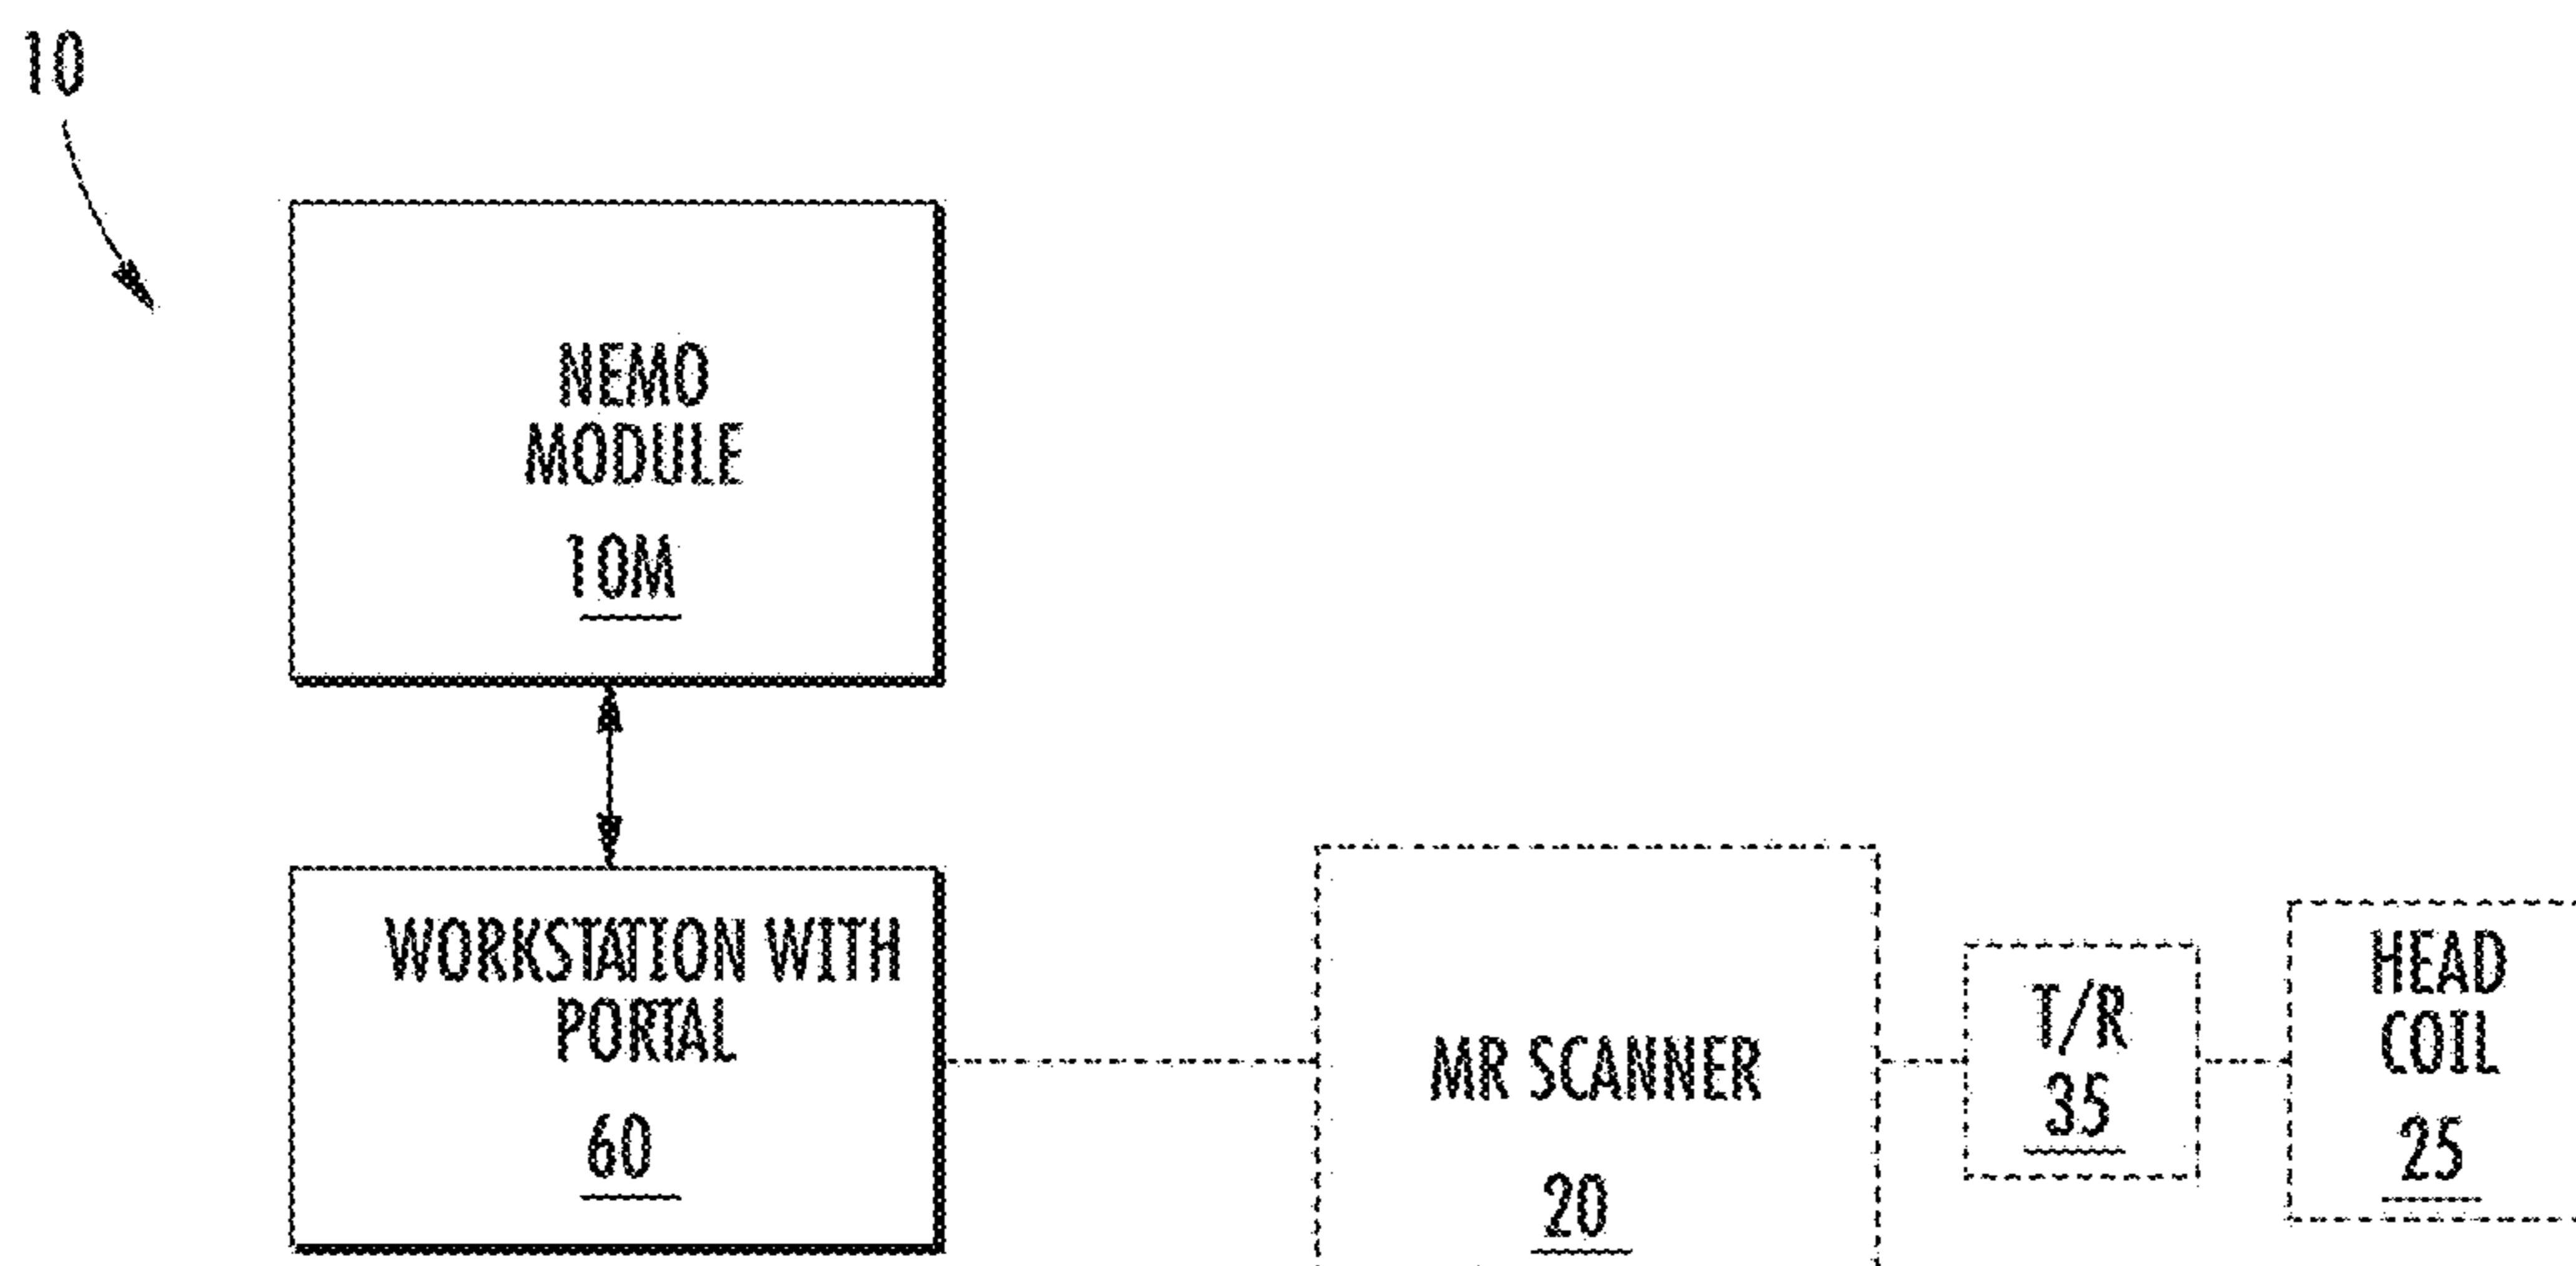 10
NEMO
MODULE
10M
WORKSTATION WITH
PORTAL
60
MR SCANNER
20
T/R
35
HEAD
COIL
25